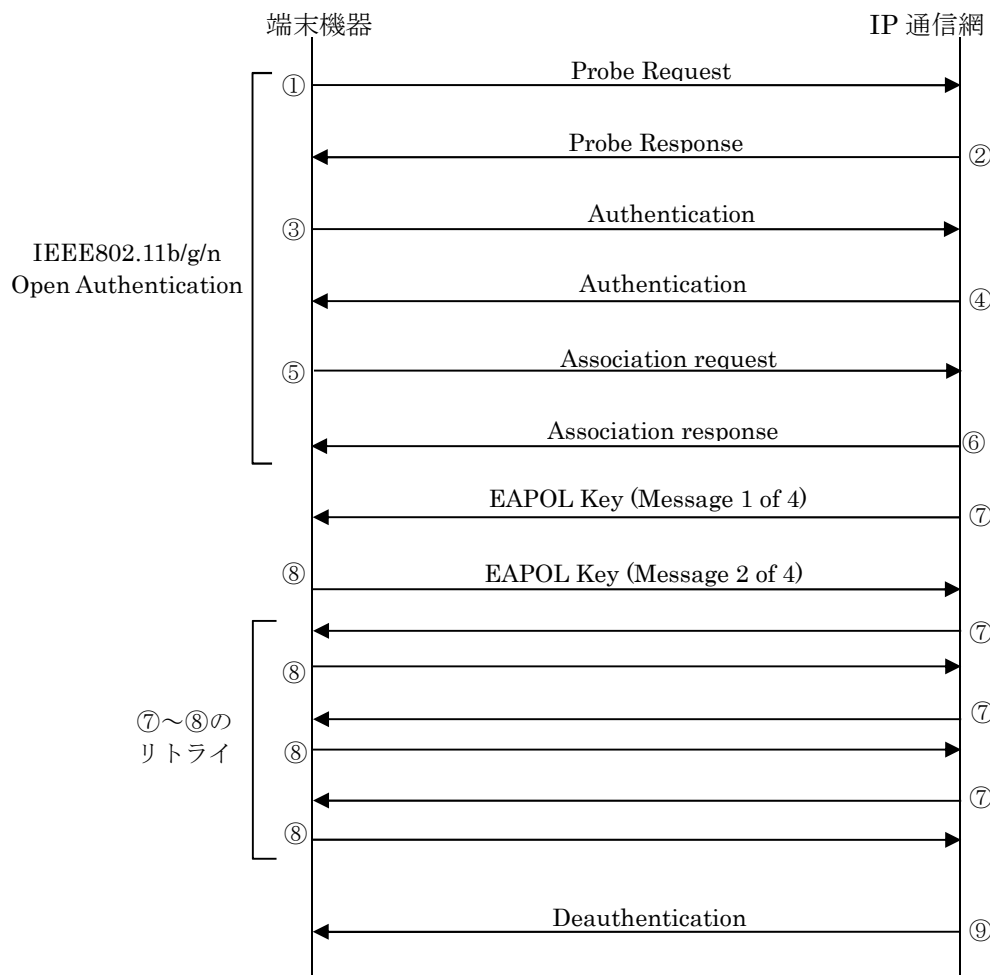 端末機器
IP 通信網
Probe Request
①
Probe Response
②
Authentication
③
IEEE802.11b/g/n
Open Authentication
Authentication
④
Association request
⑤
Association response
⑥
EAPOL Key (Message 1 of 4)
⑦
⑧
EAPOL Key (Message 2 of 4)
⑦
⑧
⑦～⑧の
リトライ
⑦
⑧
⑦
⑧
Deauthentication
⑨